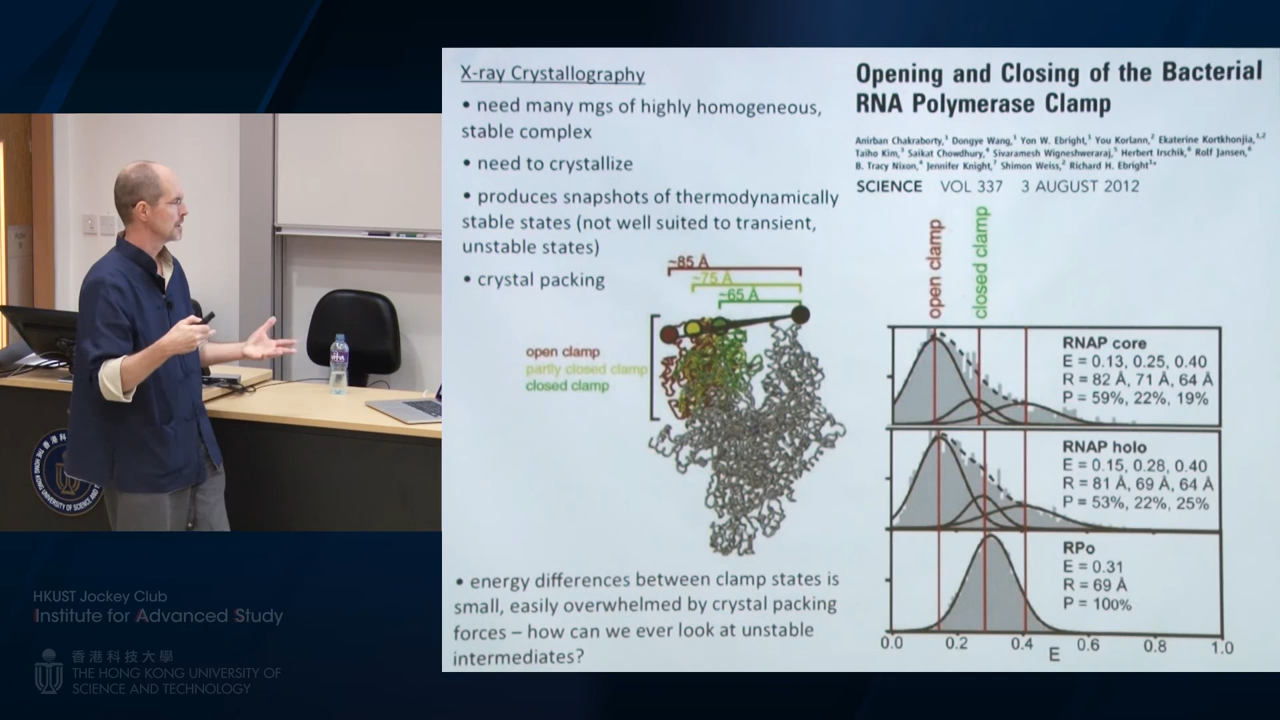 X-ray Crystallography
• need many mgs of highly homogeneous,
stable complex
• need to crystallize
• produces snapshots of thermodynamically
stable states (not well suited to transient,
unstable states)
• crystal packing
~85 Å
~75 Å
~65 Å
open clamp
partly closed clamp
closed clamp
• energy differences between clamp states is
small, easily overwhelmed by crystal packing
forces – how can we ever look at unstable
intermediates?
Opening and Closing of the Bacterial
RNA Polymerase Clamp
Anirban Chakraborty,¹ Dongye Wang,¹ Yon W. Ebright,¹ You Korlann,² Ekaterine Kortkhonjia,¹,²
Taiho Kim,³ Saikat Chowdhury,⁴ Sivaramesh Wigneshweraraj,⁵ Herbert Irschik,⁶ Rolf Jansen,⁶
B. Tracy Nixon,⁴ Jennifer Knight,⁷ Shimon Weiss,² Richard H. Ebright¹*
SCIENCE VOL 337 3 AUGUST 2012
open clamp
closed clamp
RNAP core
E = 0.13, 0.25, 0.40
R = 82 Å, 71 Å, 64 Å
P = 59%, 22%, 19%
RNAP holo
E = 0.15, 0.28, 0.40
R = 81 Å, 69 Å, 64 Å
P = 53%, 22%, 25%
RPo
E = 0.31
R = 69 Å
P = 100%
0.0 0.2 0.4 0.6 0.8 1.0
E
HKUST Jockey Club
Institute for Advanced Study
香港科技大學
THE HONG KONG UNIVERSITY OF
SCIENCE AND TECHNOLOGY